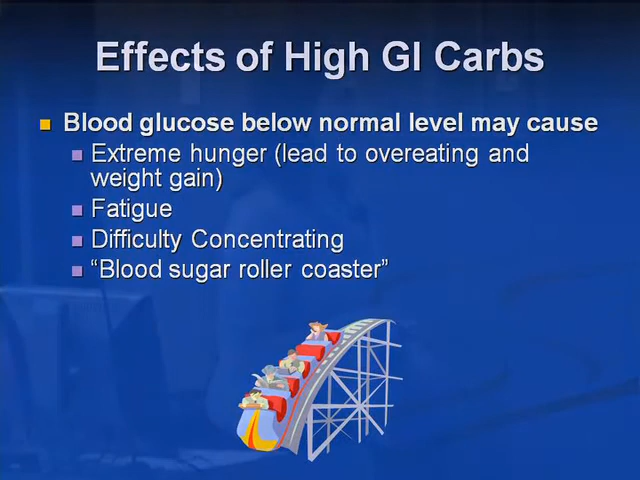 Effects of High GI Carbs
Blood glucose below normal level may cause
Extreme hunger (lead to overeating and
weight gain)
Fatigue
Difficulty Concentrating
“Blood sugar roller coaster”